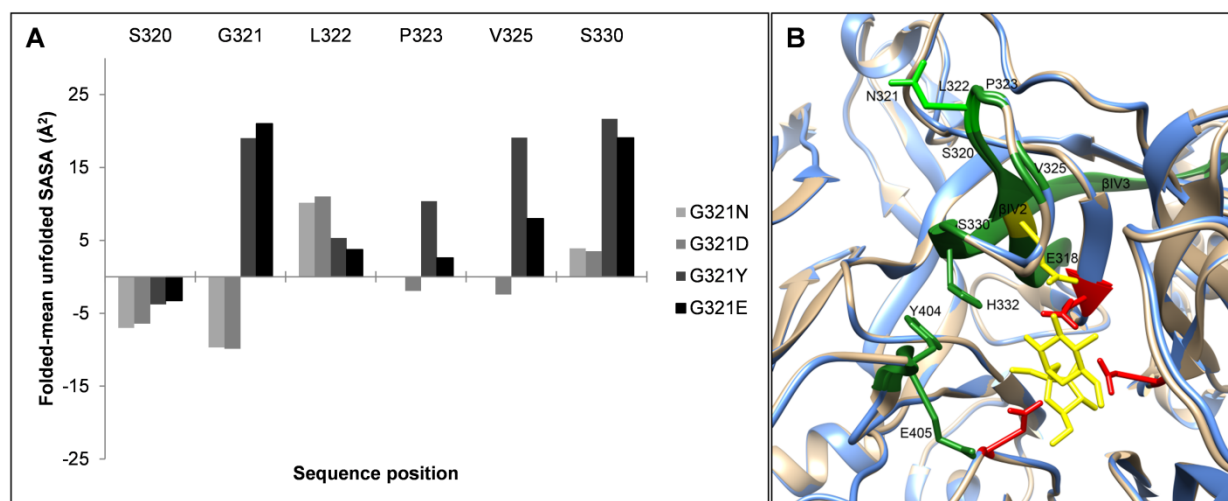 A
S320 G321 L322 P323 V325 S330
25
15
5
-5
-15
-25
Folded-mean unfolded SASA (Å²)
Sequence position
G321N
G321D
G321Y
G321E
B
N321
L322
P323
S320
V325
βIV3
βIV2
S330
E318
H332
Y404
E405